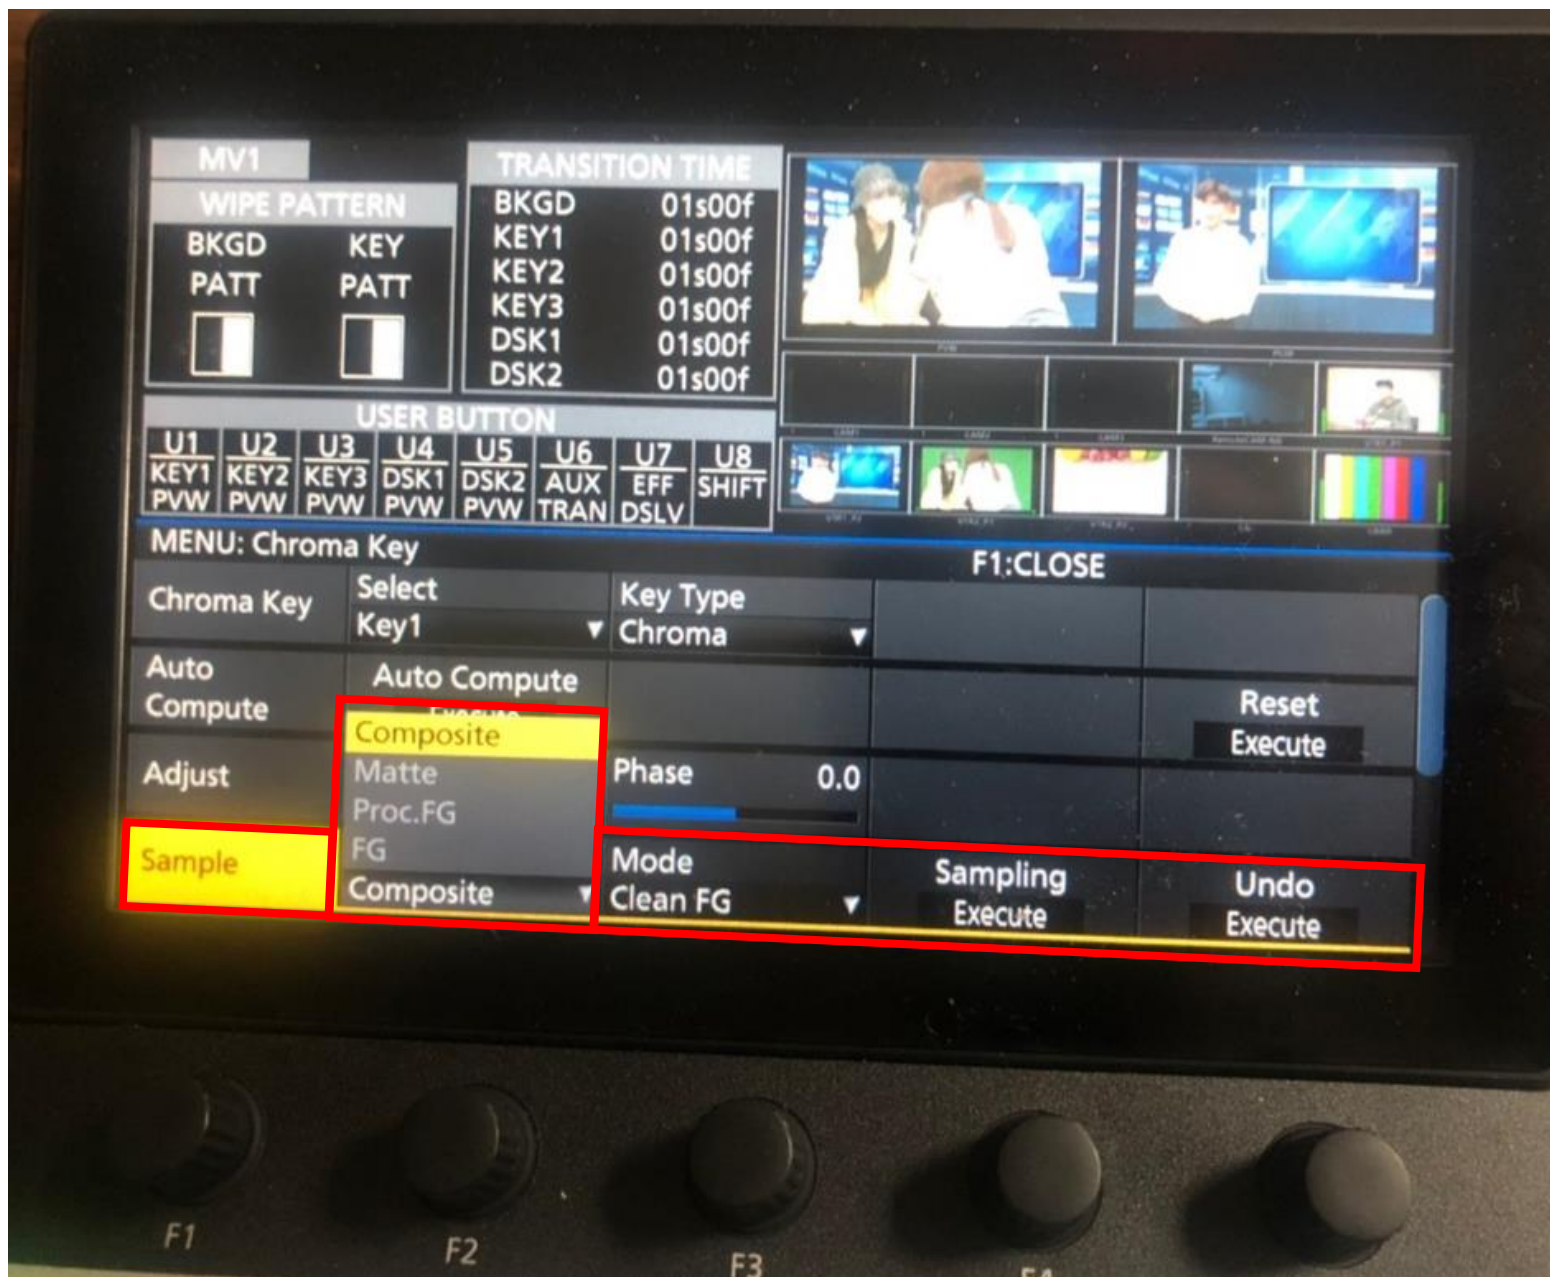 MV1
WIPE PATTERN
BKGD KEY
PATT PATT
TRANSITION TIME
BKGD 01s00f
KEY1 01s00f
KEY2 01s00f
KEY3 01s00f
DSK1 01s00f
DSK2 01s00f
USER BUTTON
U1 U2 U3 U4 U5 U6 U7 U8
KEY1 KEY2 KEY3 DSK1 DSK2 AUX EFF SHIFT
PVW PVW PVW PVW PVW TRAN DSLV
MENU: Chroma Key F1:CLOSE
Chroma Key
Select
Key1
Key Type
Chroma
Auto
Compute
Auto Compute
Execute
Reset
Execute
Adjust
Composite
Matte
Proc.FG
FG
Composite
Phase 0.0
Sample
Mode
Clean FG
Sampling
Execute
Undo
Execute
F1 F2 F3